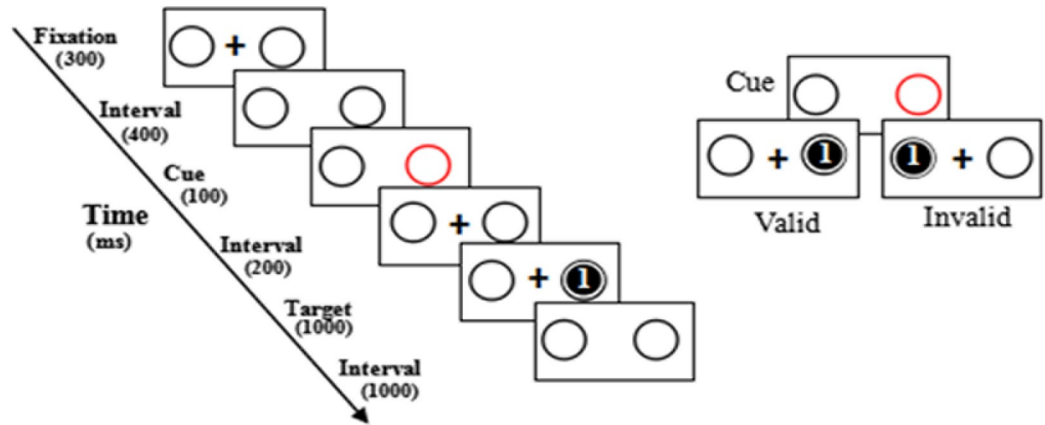 Fixation
(300)
+
Interval
(400)
Cue
(100)
Time
(ms)
+
Interval
(200)
+ 1
Target
(1000)
Interval
(1000)
Cue
+ 1
1 +
Valid
Invalid